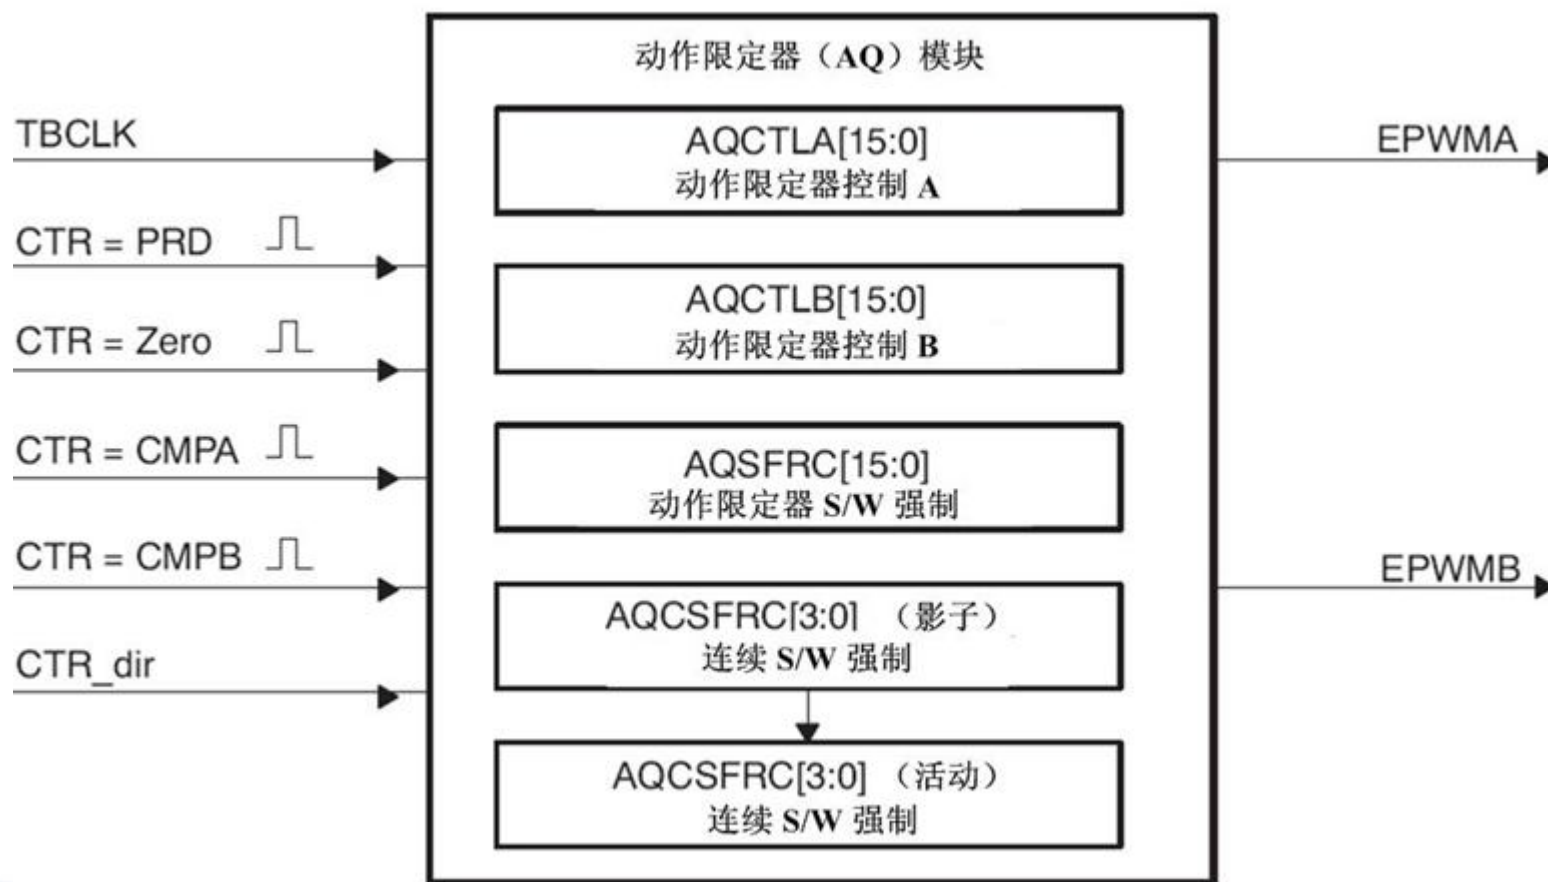 动作限定器（AQ）模块
TBCLK
CTR = PRD
CTR = Zero
CTR = CMPA
CTR = CMPB
CTR_dir
AQCTLA[15:0]
动作限定器控制 A
AQCTLB[15:0]
动作限定器控制 B
AQSFRC[15:0]
动作限定器 S/W 强制
AQCSFRC[3:0] （影子）
连续 S/W 强制
AQCSFRC[3:0] （活动）
连续 S/W 强制
EPWMA
EPWMB